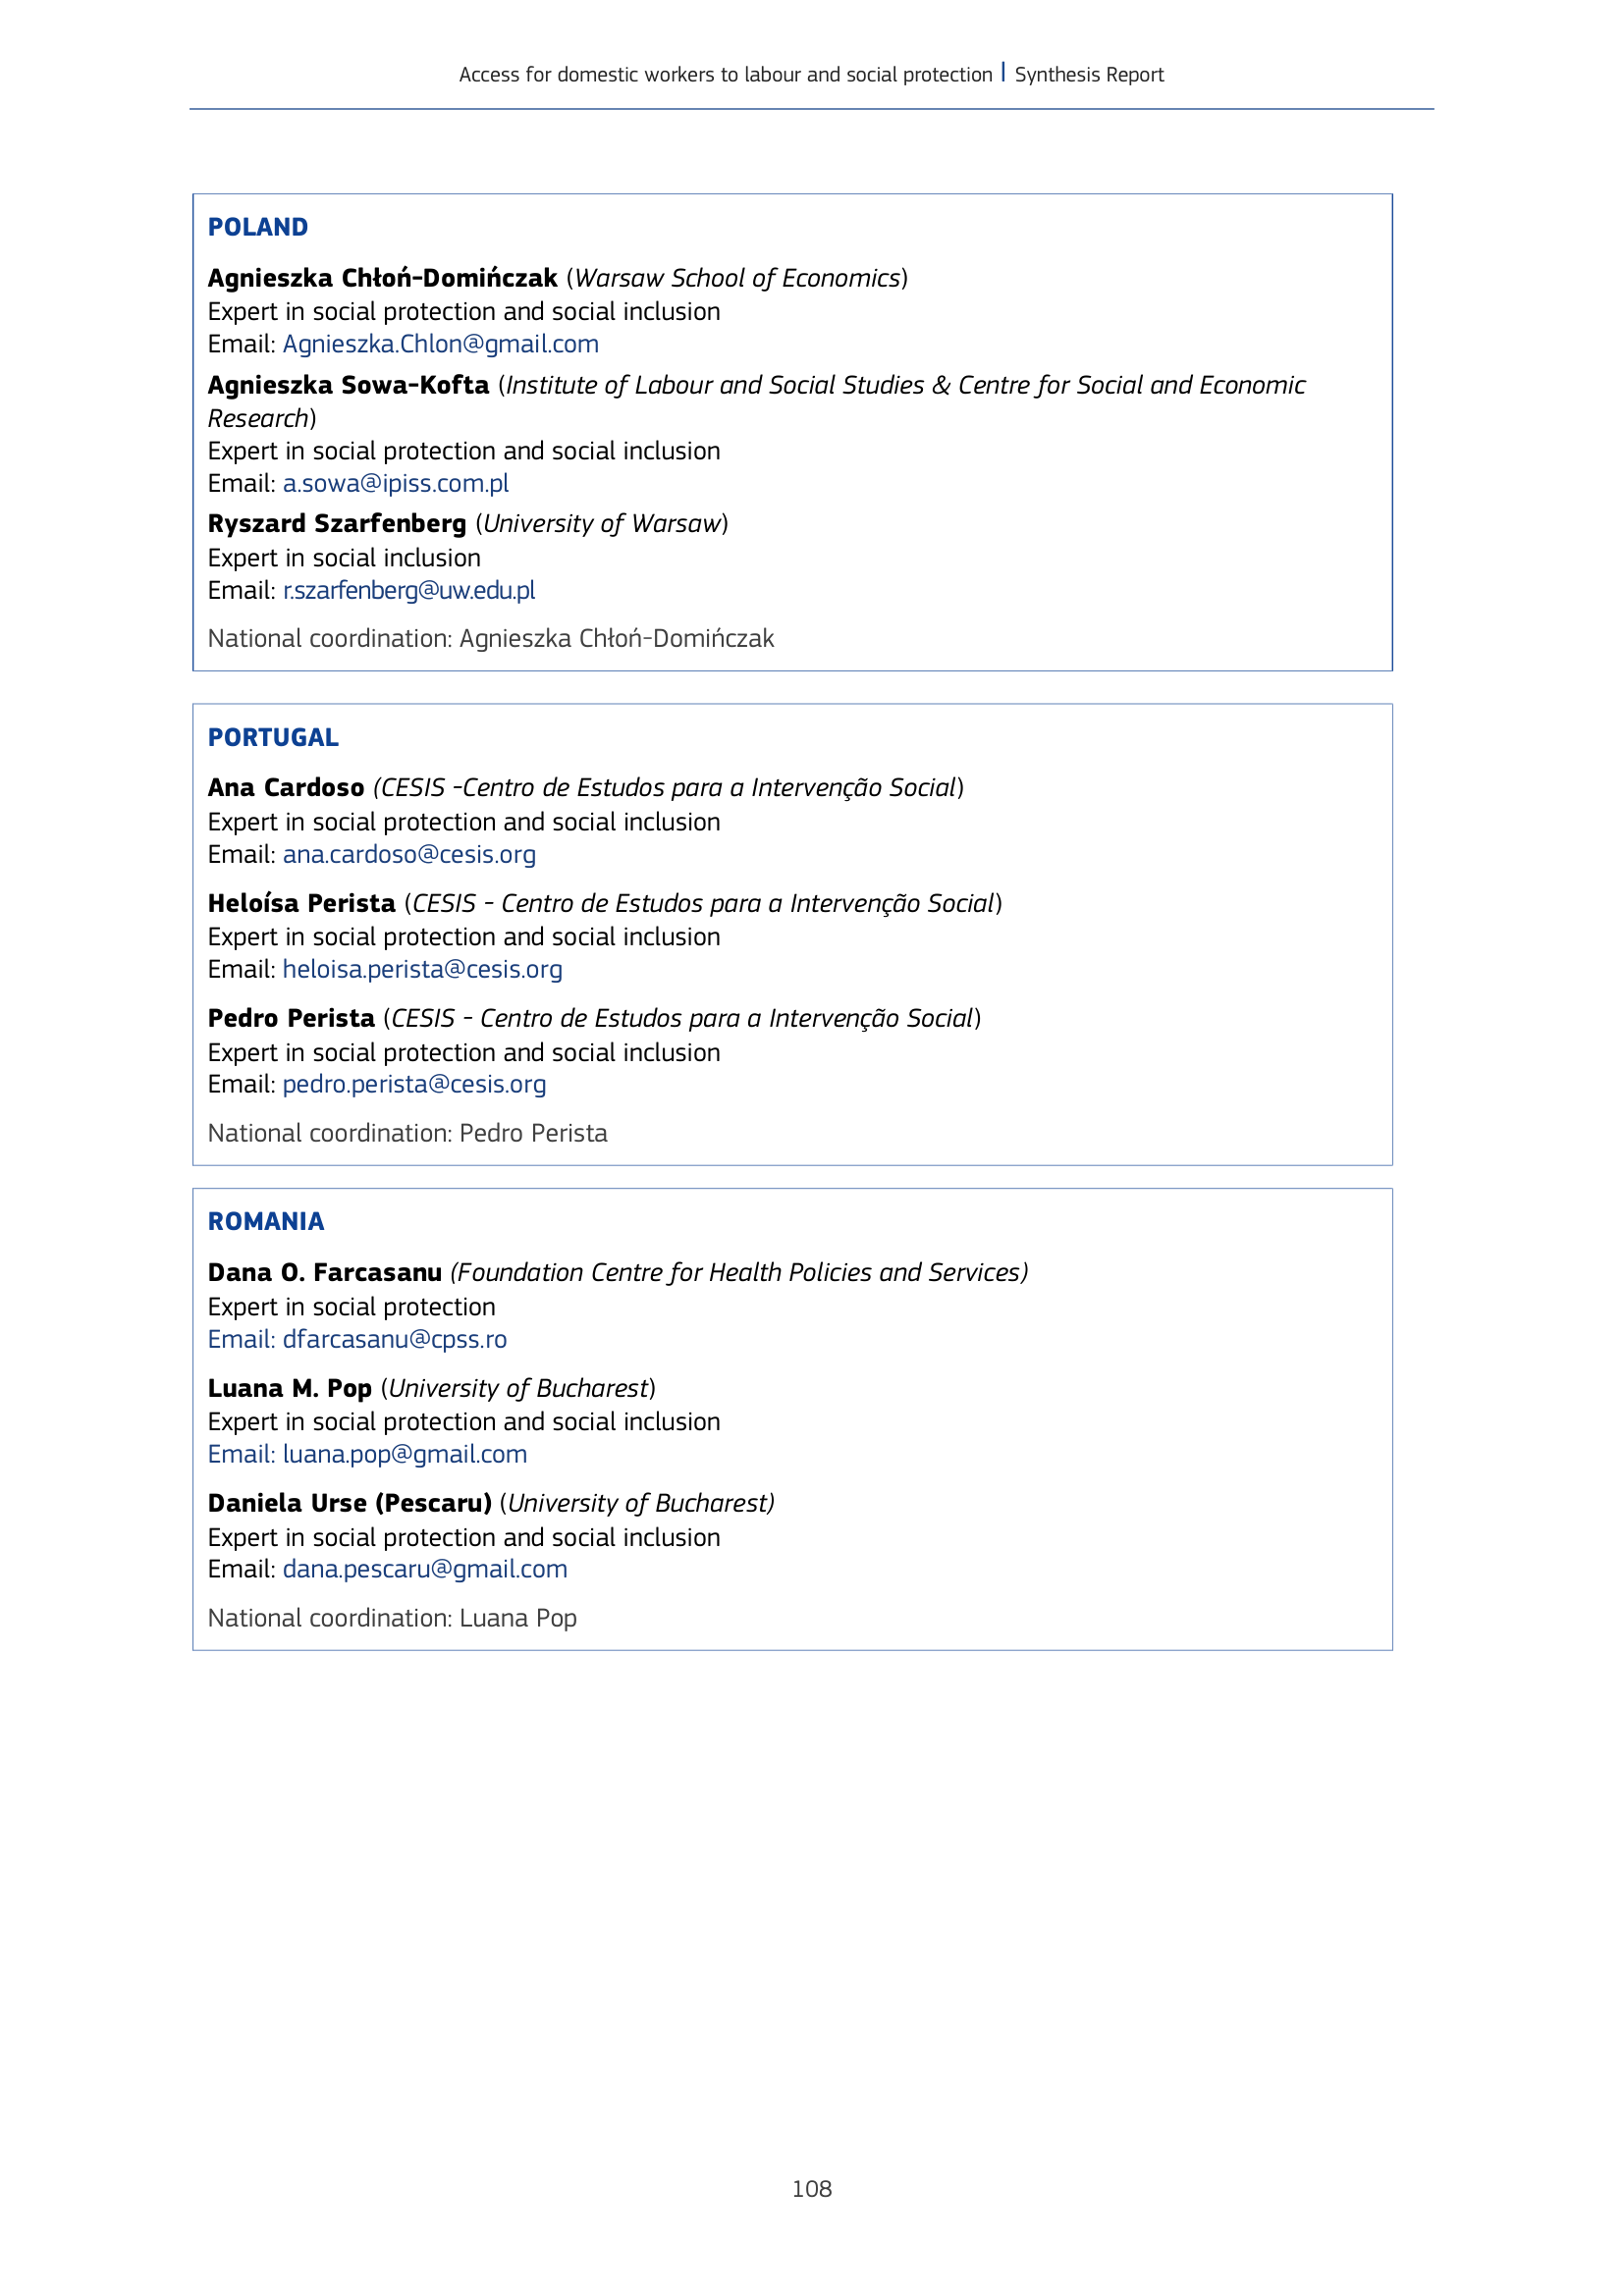 Access for domestic workers to labour and social protection | Synthesis Report
POLAND
Agnieszka Chłoń-Domińczak (Warsaw School of Economics)
Expert in social protection and social inclusion
Email: Agnieszka.Chlon@gmail.com
Agnieszka Sowa-Kofta (Institute of Labour and Social Studies & Centre for Social and Economic
Research)
Expert in social protection and social inclusion
Email: a.sowa@ipiss.com.pl
Ryszard Szarfenberg (University of Warsaw)
Expert in social inclusion
Email: r.szarfenberg@uw.edu.pl
National coordination: Agnieszka Chłoń-Domińczak
PORTUGAL
Ana Cardoso (CESIS -Centro de Estudos para a Intervenção Social)
Expert in social protection and social inclusion
Email: ana.cardoso@cesis.org
Heloísa Perista (CESIS - Centro de Estudos para a Intervenção Social)
Expert in social protection and social inclusion
Email: heloisa.perista@cesis.org
Pedro Perista (CESIS - Centro de Estudos para a Intervenção Social)
Expert in social protection and social inclusion
Email: pedro.perista@cesis.org
National coordination: Pedro Perista
ROMANIA
Dana O. Farcasanu (Foundation Centre for Health Policies and Services)
Expert in social protection
Email: dfarcasanu@cpss.ro
Luana M. Pop (University of Bucharest)
Expert in social protection and social inclusion
Email: luana.pop@gmail.com
Daniela Urse (Pescaru) (University of Bucharest)
Expert in social protection and social inclusion
Email: dana.pescaru@gmail.com
National coordination: Luana Pop
108